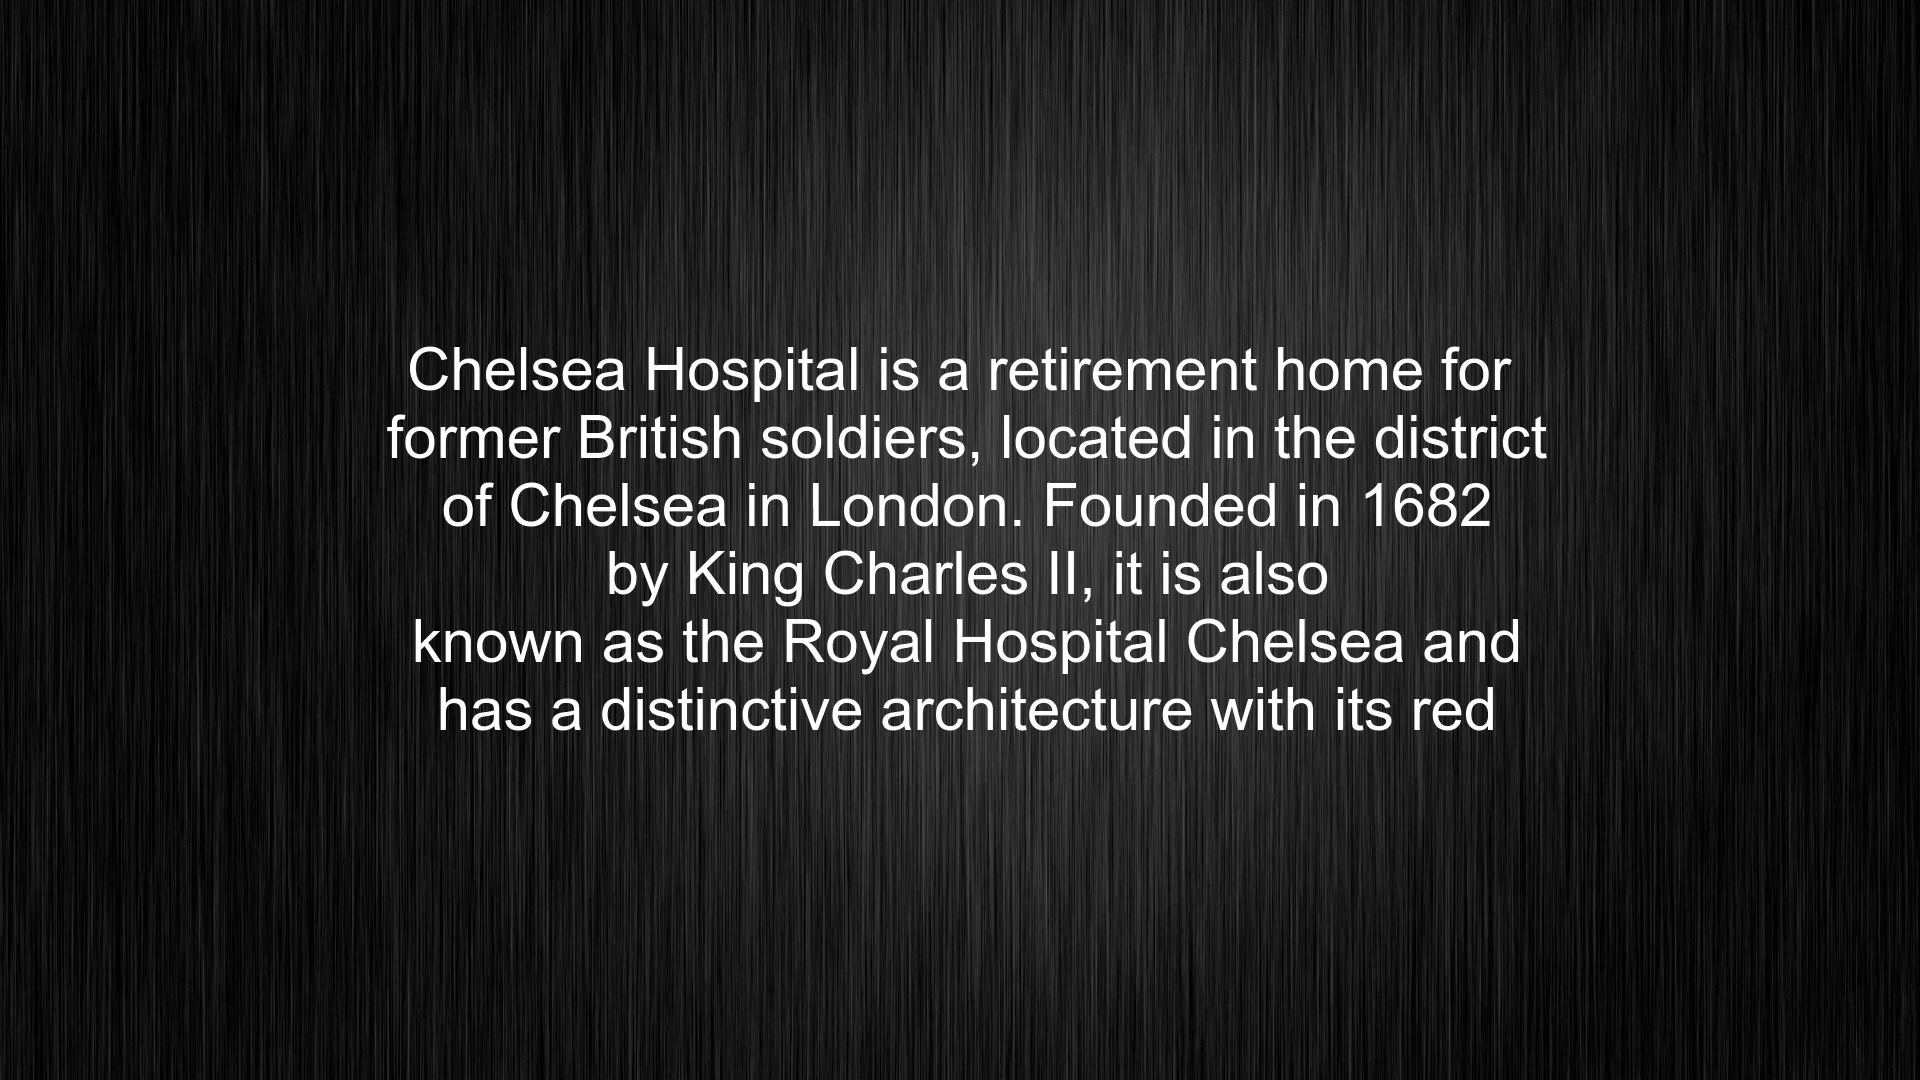 Chelsea Hospital is a retirement home for
former British soldiers, located in the district
of Chelsea in London. Founded in 1682
by King Charles II, it is also
known as the Royal Hospital Chelsea and
has a distinctive architecture with its red